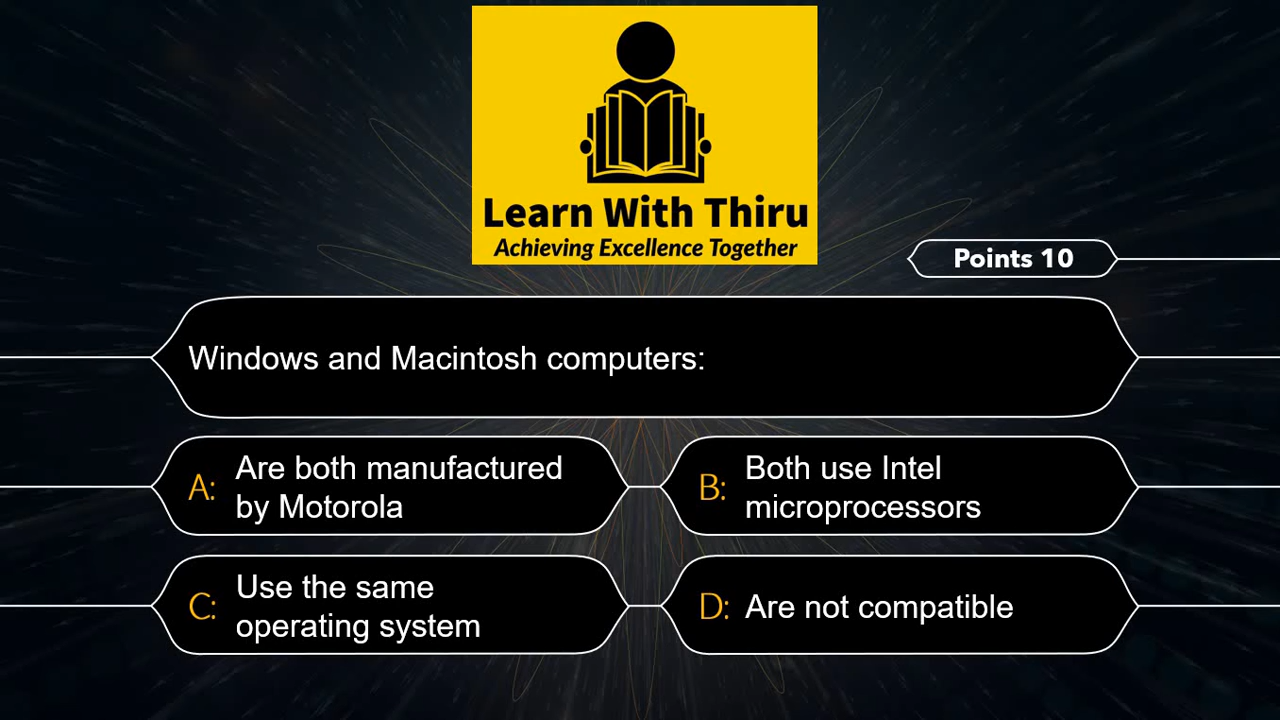 Learn With Thiru
Achieving Excellence Together
Points 10
Windows and Macintosh computers:
A: Are both manufactured
by Motorola
B: Both use Intel
microprocessors
C: Use the same
operating system
D: Are not compatible